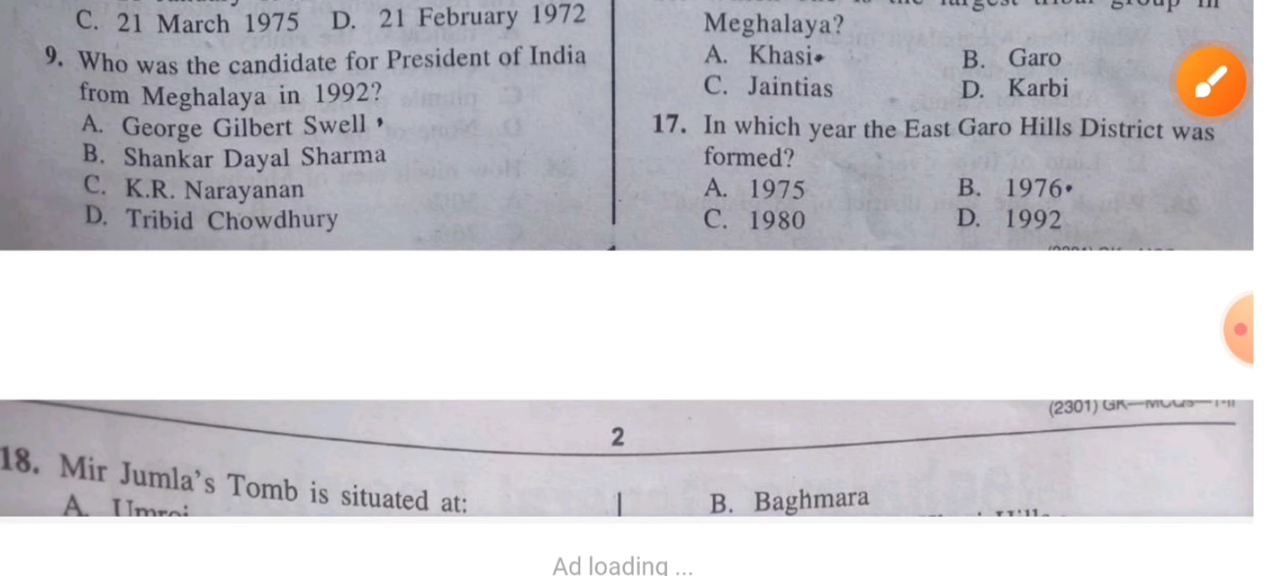 C. 21 March 1975 D. 21 February 1972
9. Who was the candidate for President of India
from Meghalaya in 1992?
A. George Gilbert Swell
B. Shankar Dayal Sharma
C. K.R. Narayanan
D. Tribid Chowdhury
Meghalaya?
A. Khasi
B. Garo
C. Jaintias
D. Karbi
17. In which year the East Garo Hills District was
formed?
A. 1975
B. 1976
C. 1980
D. 1992
(2301) GK—MCQs
2
18. Mir Jumla's Tomb is situated at:
A. Umroi
B. Baghmara
Ad loading ...